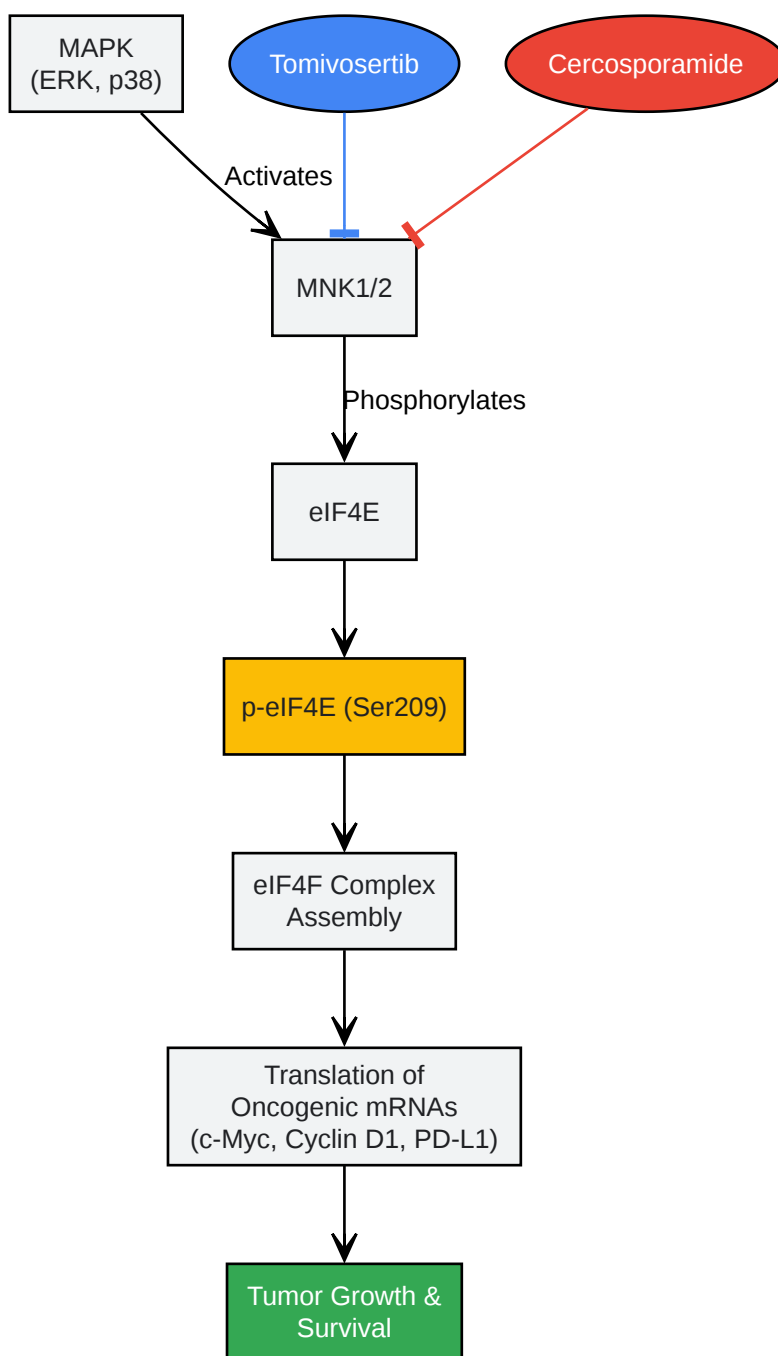 MAPK
(ERK, p38)
Tomivosertib
Cercosporamide
Activates
MNK1/2
Phosphorylates
eIF4E
p-eIF4E (Ser209)
eIF4F Complex
Assembly
Translation of
Oncogenic mRNAs
(c-Myc, Cyclin D1, PD-L1)
Tumor Growth &
Survival